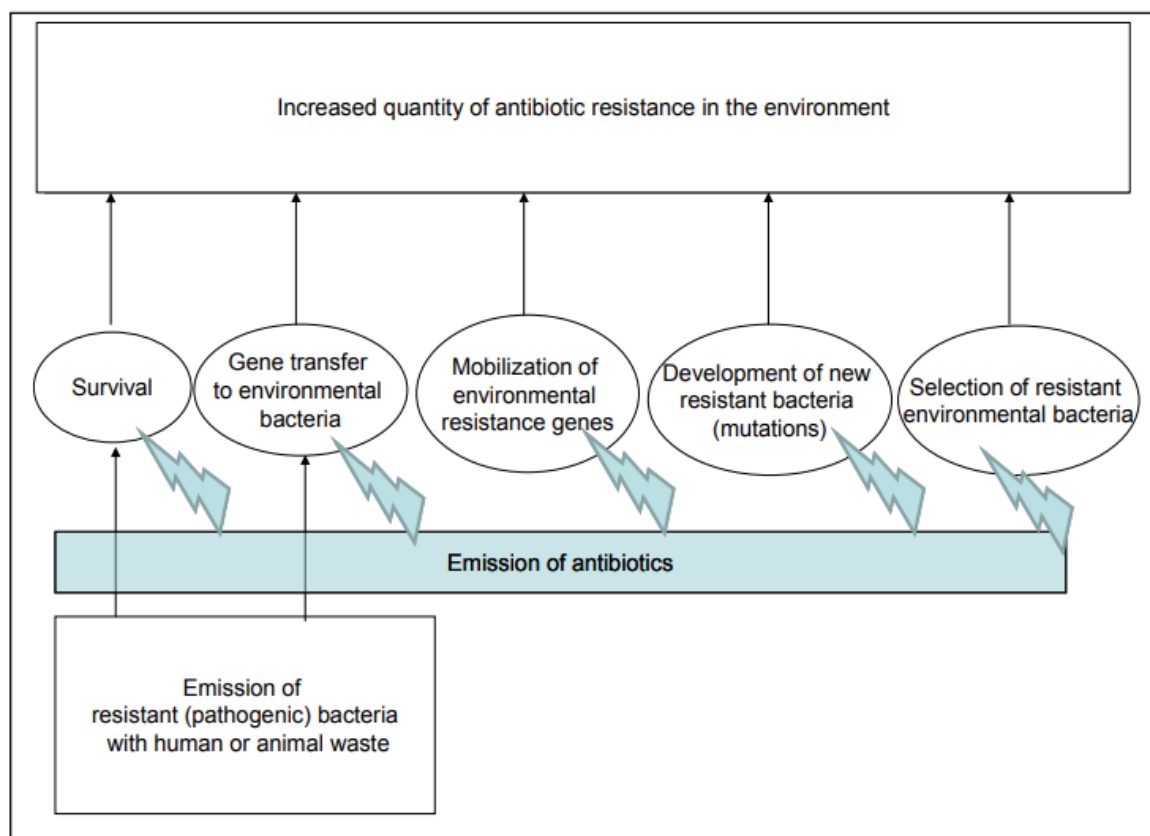 Increased quantity of antibiotic resistance in the environment
Survival
Gene transfer
to environmental
bacteria
Mobilization of
environmental
resistance genes
Development of new
resistant bacteria
(mutations)
Selection of resistant
environmental bacteria
Emission of antibiotics
Emission of
resistant (pathogenic) bacteria
with human or animal waste